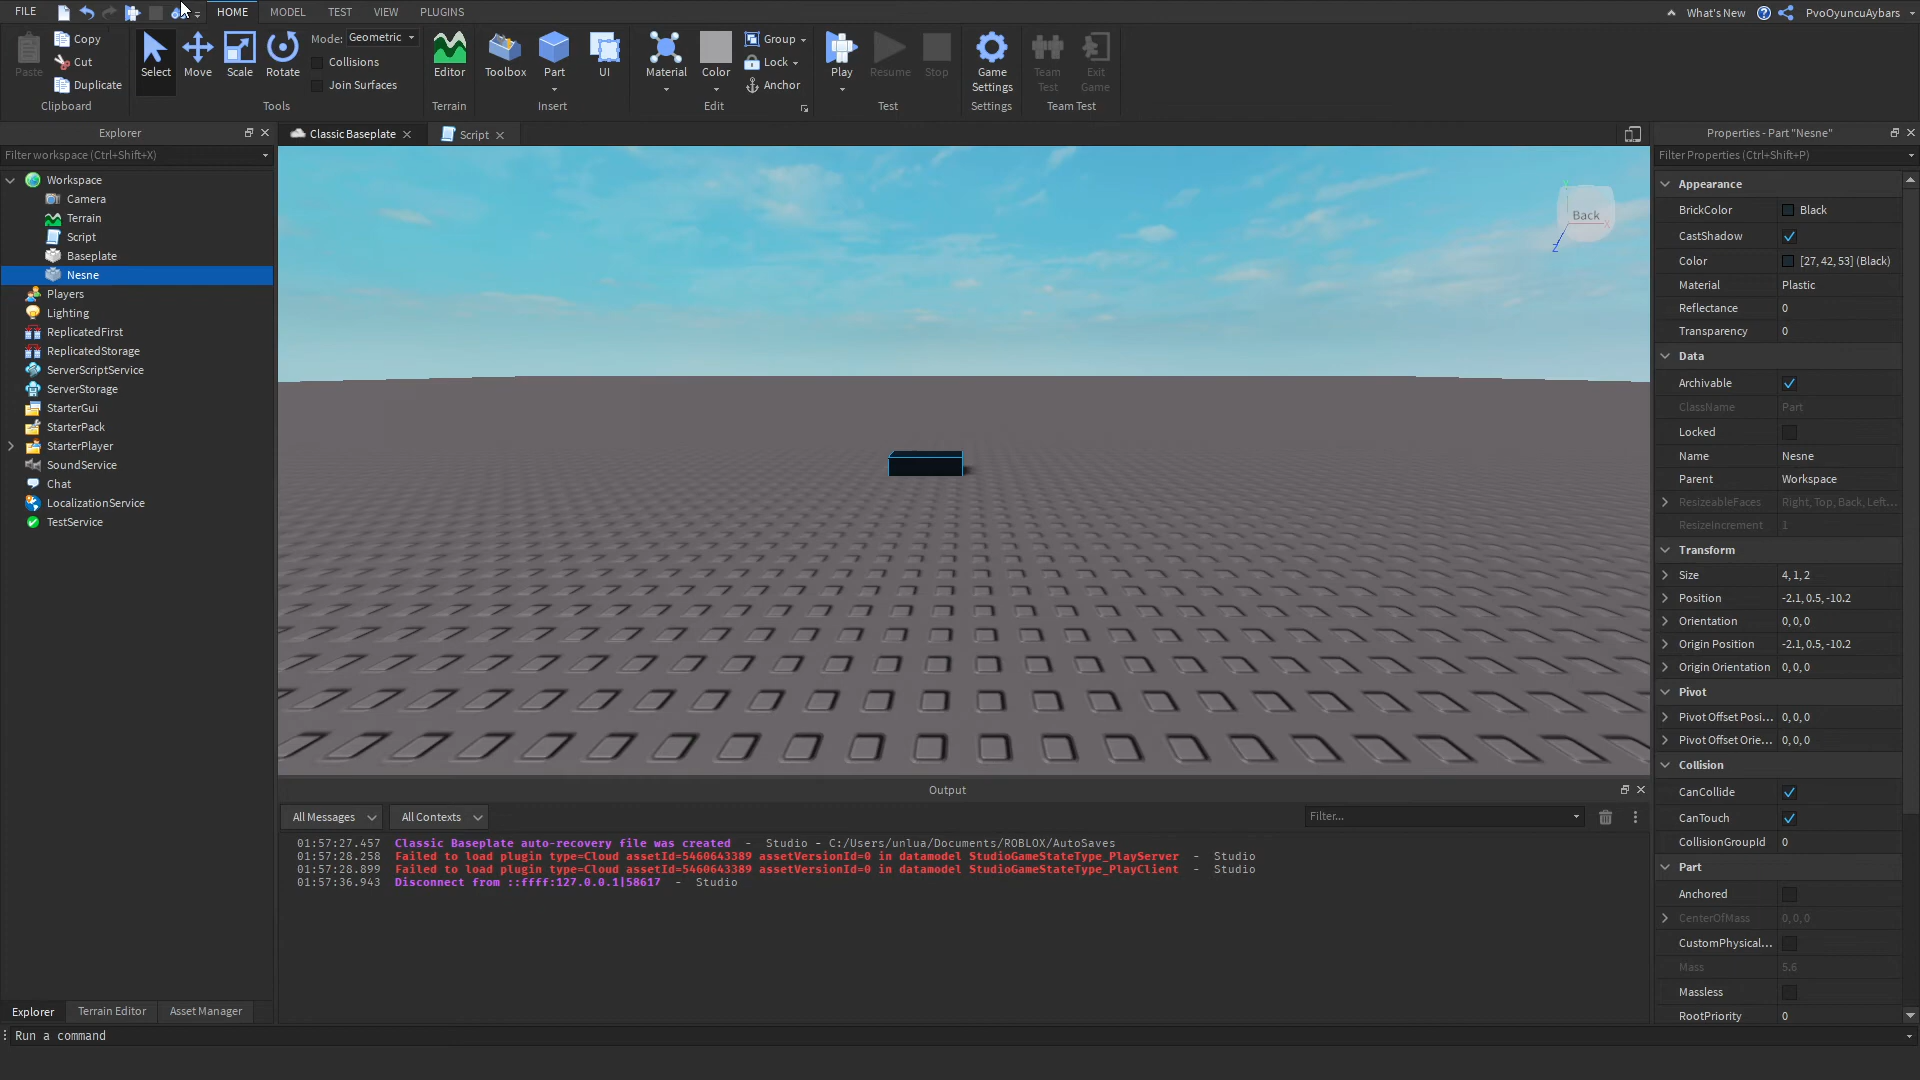 FILE HOME MODEL TEST VIEW PLUGINS What's New PvoOyuncuAybars
Paste Copy Cut Duplicate Select Move Scale Rotate Mode: Geometric Collisions Join Surfaces Editor Toolbox Part UI Material Color Group Lock Anchor Play Resume Stop Game Settings Team Test Exit Game
Clipboard Tools Terrain Insert Edit Test Settings Team Test
Explorer
Filter workspace (Ctrl+Shift+X)
Workspace
Camera
Terrain
Script
Baseplate
Nesne
Players
Lighting
ReplicatedFirst
ReplicatedStorage
ServerScriptService
ServerStorage
StarterGui
StarterPack
StarterPlayer
SoundService
Chat
LocalizationService
TestService
Explorer Terrain Editor Asset Manager
Classic Baseplate Script
Back
Z
Output
All Messages All Contexts Filter...
01:57:27.457 Classic Baseplate auto-recovery file was created - Studio - C:/Users/unlua/Documents/ROBLOX/AutoSaves
01:57:28.258 Failed to load plugin type=Cloud assetId=5460643389 assetVersionId=0 in datamodel StudioGameStateType_PlayServer - Studio
01:57:28.899 Failed to load plugin type=Cloud assetId=5460643389 assetVersionId=0 in datamodel StudioGameStateType_PlayClient - Studio
01:57:36.943 Disconnect from ::ffff:127.0.0.1|58617 - Studio
Properties - Part "Nesne"
Filter Properties (Ctrl+Shift+P)
Appearance
BrickColor Black
CastShadow
Color [27, 42, 53] (Black)
Material Plastic
Reflectance 0
Transparency 0
Data
Archivable
ClassName Part
Locked
Name Nesne
Parent Workspace
ResizeableFaces Right, Top, Back, Left...
ResizeIncrement 1
Transform
Size 4, 1, 2
Position -2.1, 0.5, -10.2
Orientation 0, 0, 0
Origin Position -2.1, 0.5, -10.2
Origin Orientation 0, 0, 0
Pivot
Pivot Offset Posi... 0, 0, 0
Pivot Offset Orie... 0, 0, 0
Collision
CanCollide
CanTouch
CollisionGroupId 0
Part
Anchored
CenterOfMass 0, 0, 0
CustomPhysical...
Mass 5.6
Massless
RootPriority 0
Run a command